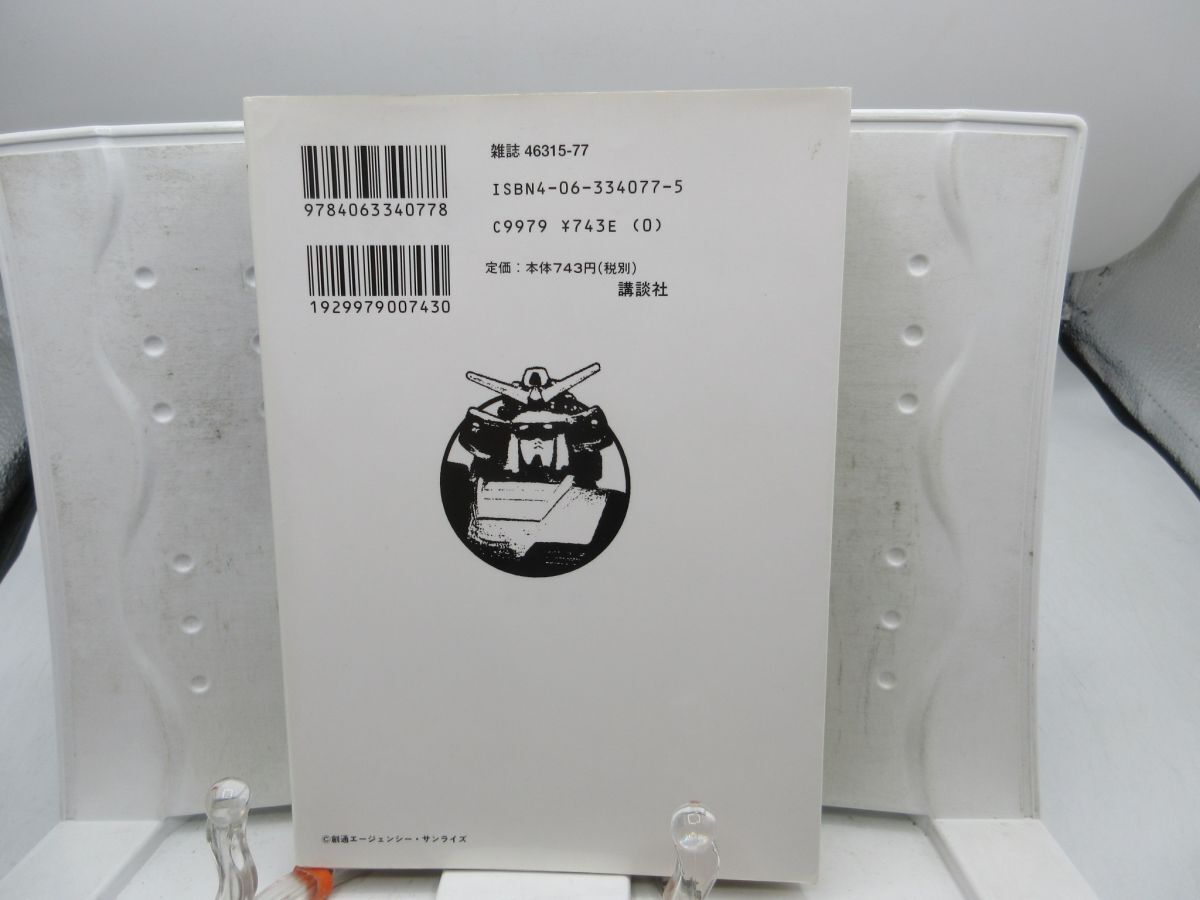 9784063340778
1929979007430
雑誌 46315-77
ISBN4-06-334077-5
C9979 ¥743E (0)
定価：本体743円(税別)
講談社
©創通エージェンシー・サンライズ